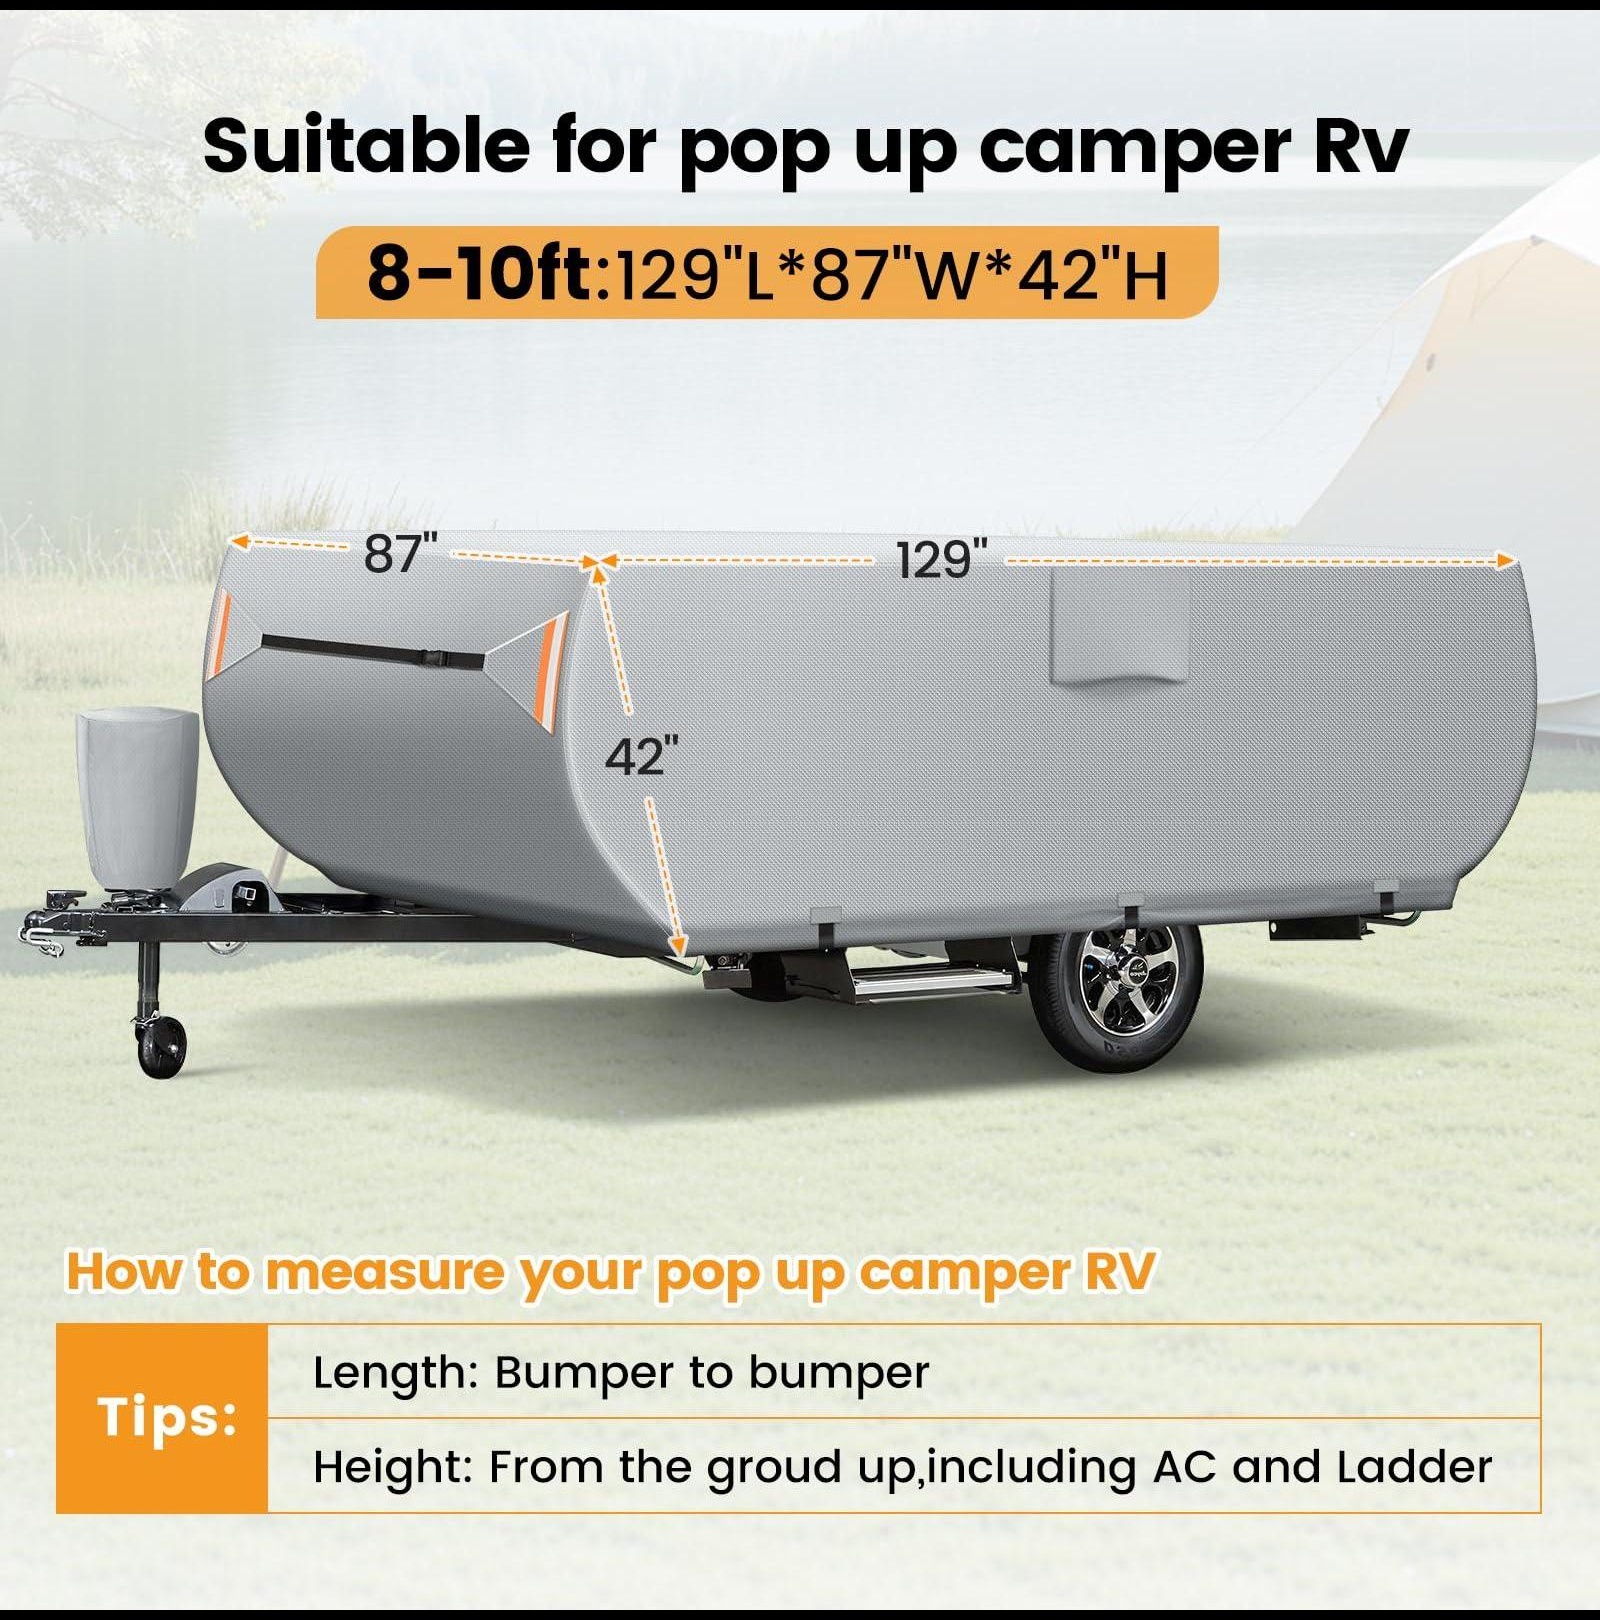 Suitable for pop up camper Rv
8-10ft:129"L*87"W*42"H
87"
129"
42"
How to measure your pop up camper RV
Tips:
Length: Bumper to bumper
Height: From the groud up,including AC and Ladder